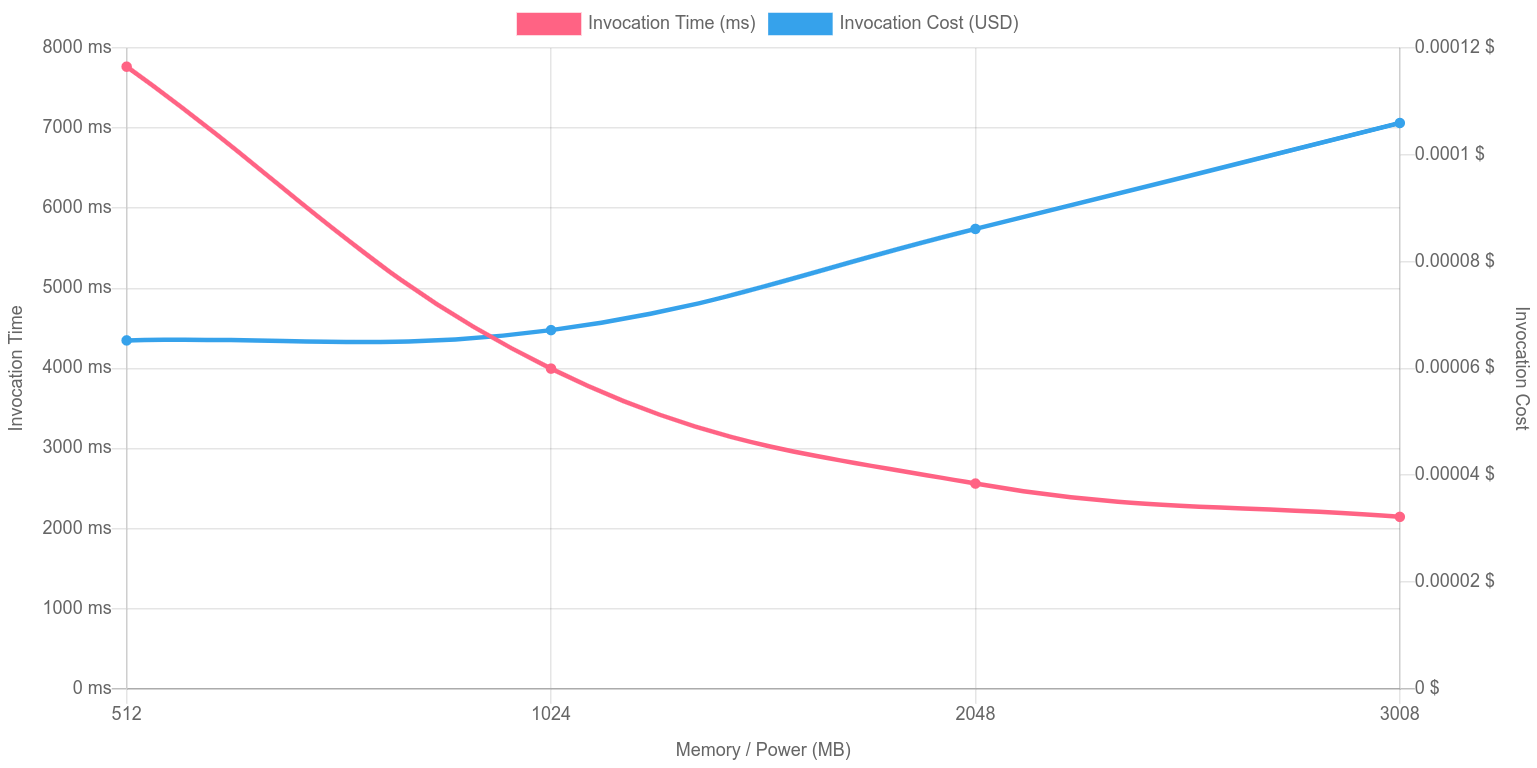 Invocation Time (ms) Invocation Cost (USD)
8000 ms
7000 ms
6000 ms
5000 ms
4000 ms
3000 ms
2000 ms
1000 ms
0 ms
Invocation Time
0.00012 $
0.0001 $
0.00008 $
0.00006 $
0.00004 $
0.00002 $
0 $
Invocation Cost
512 1024 2048 3008
Memory / Power (MB)